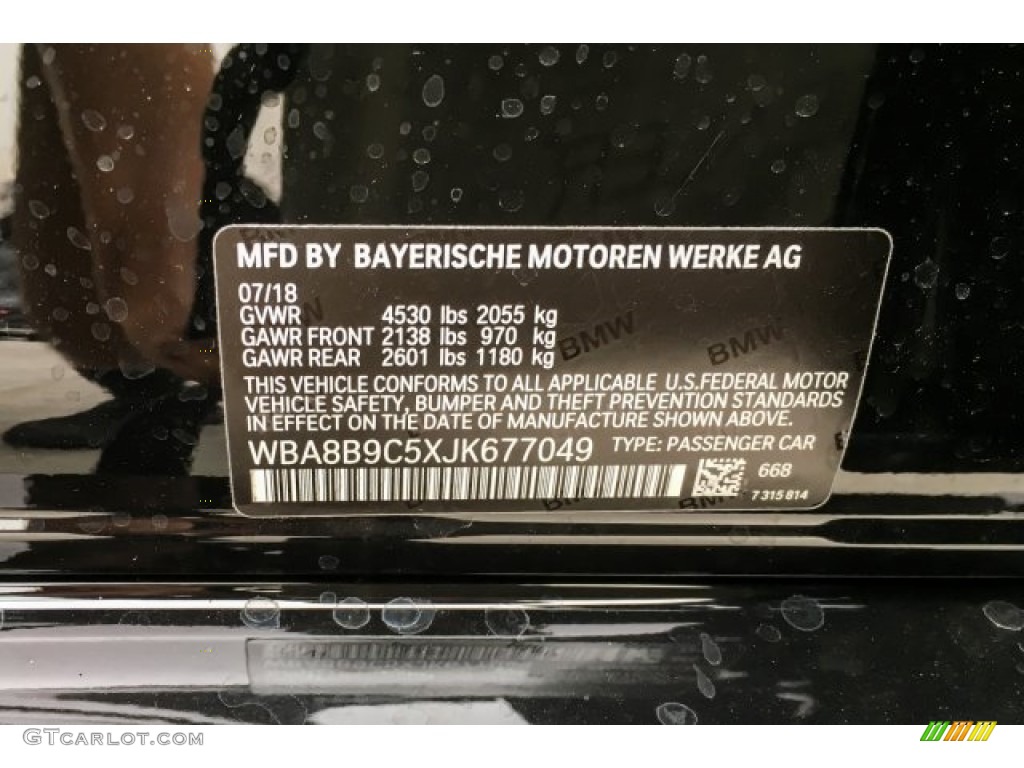 MFD BY BAYERISCHE MOTOREN WERKE AG
07/18
GVWR 4530 lbs 2055 kg
GAWR FRONT 2138 lbs 970 kg
GAWR REAR 2601 lbs 1180 kg
THIS VEHICLE CONFORMS TO ALL APPLICABLE U.S.FEDERAL MOTOR
VEHICLE SAFETY, BUMPER AND THEFT PREVENTION STANDARDS
IN EFFECT ON THE DATE OF MANUFACTURE SHOWN ABOVE.
WBA8B9C5XJK677049 TYPE: PASSENGER CAR
668
7 315 814
BMW BMW
GTCarlot.com